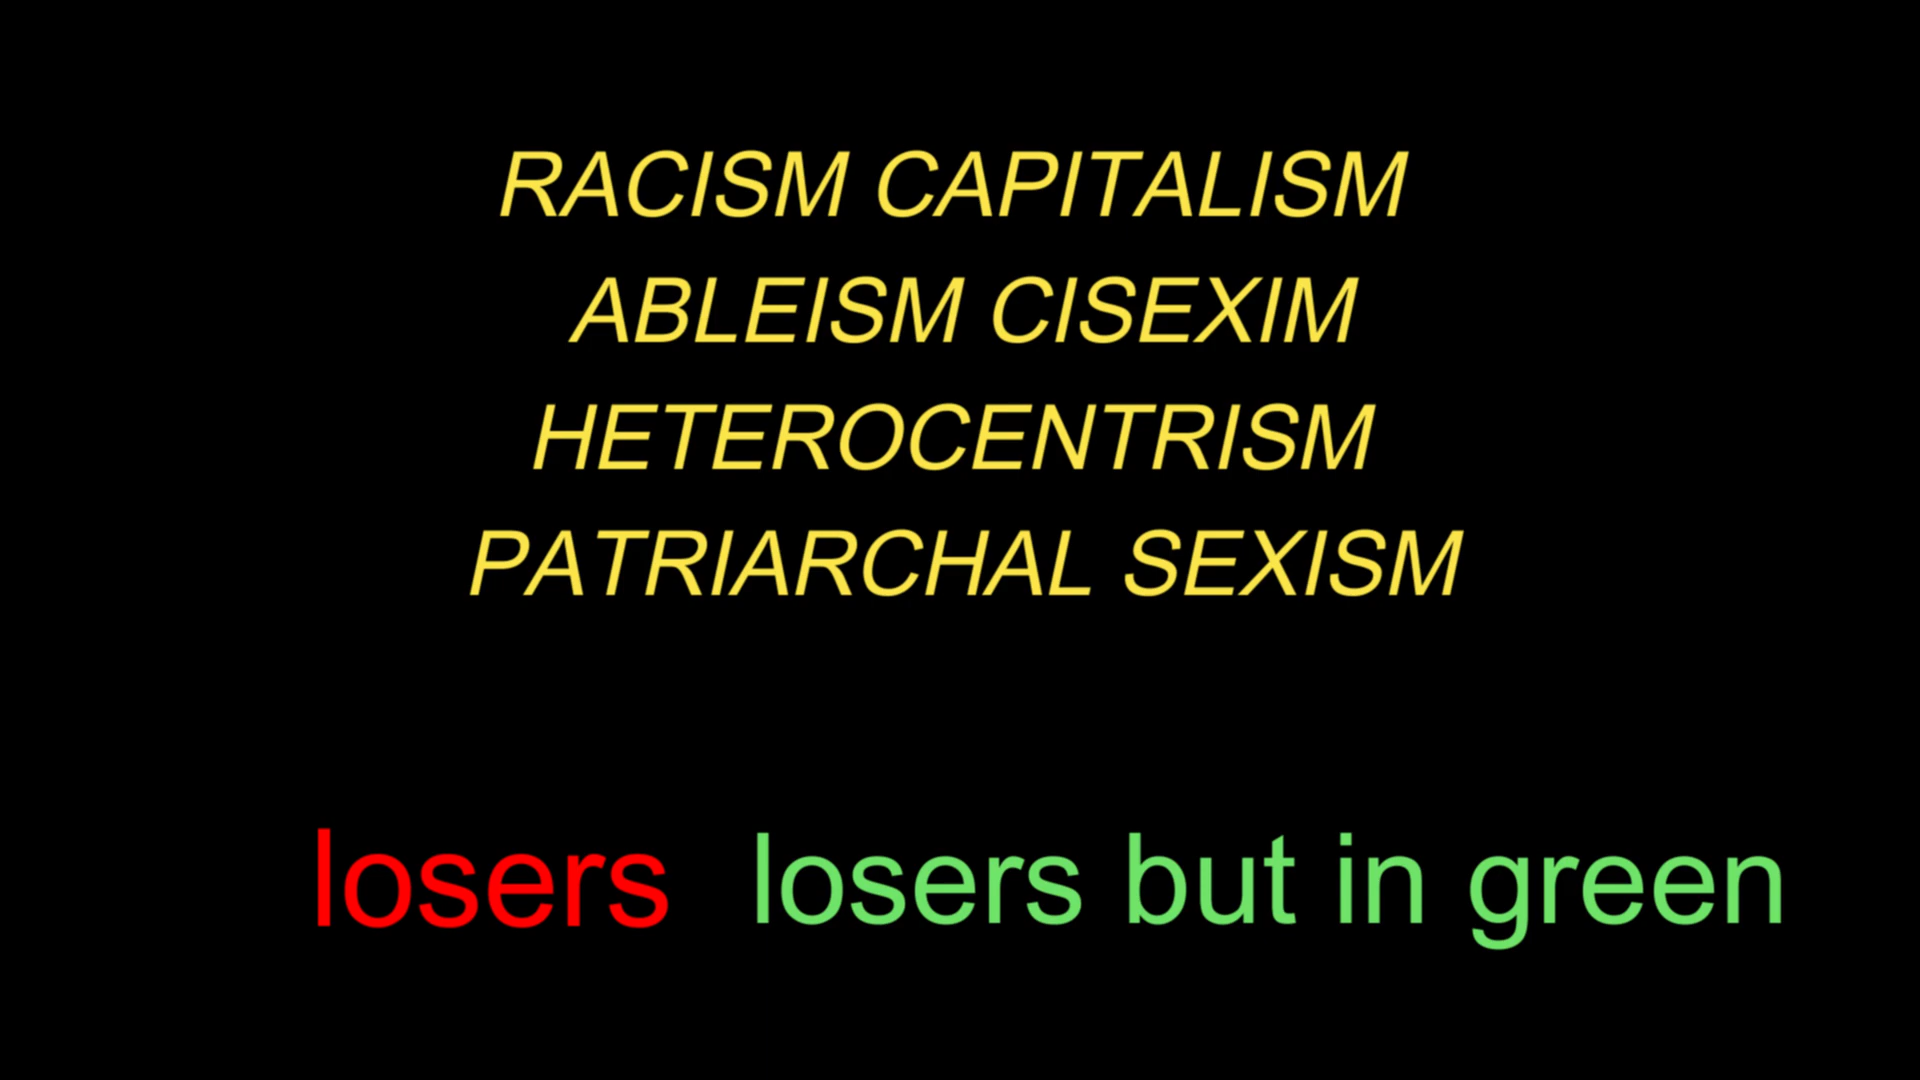 RACISM CAPITALISM
ABLEISM CISEXIM
HETEROCENTRISM
PATRIARCHAL SEXISM
losers losers but in green